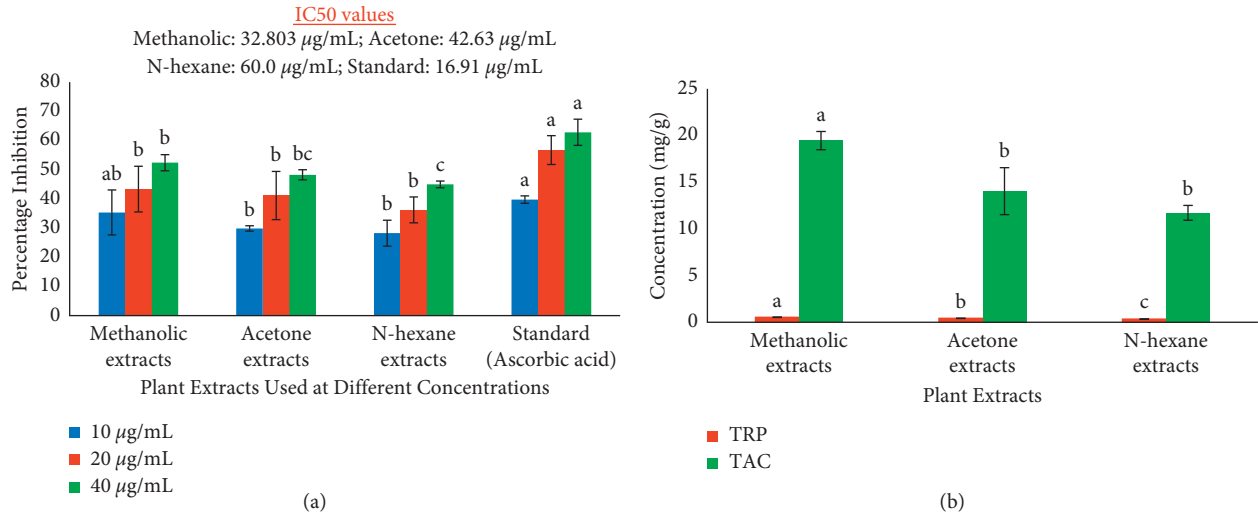 IC50 values
Methanolic: 32.803 μg/mL; Acetone: 42.63 μg/mL
N-hexane: 60.0 μg/mL; Standard: 16.91 μg/mL
Percentage Inhibition
80
70
60
50
40
30
20
10
0
ab b b
b b bc
b b c
a a a
Methanolic extracts
Acetone extracts
N-hexane extracts
Standard (Ascorbic acid)
Plant Extracts Used at Different Concentrations
10 μg/mL
20 μg/mL
40 μg/mL
(a)
Concentration (mg/g)
25
20
15
10
5
0
a a
b b
c b
Methanolic extracts
Acetone extracts
N-hexane extracts
Plant Extracts
TRP
TAC
(b)